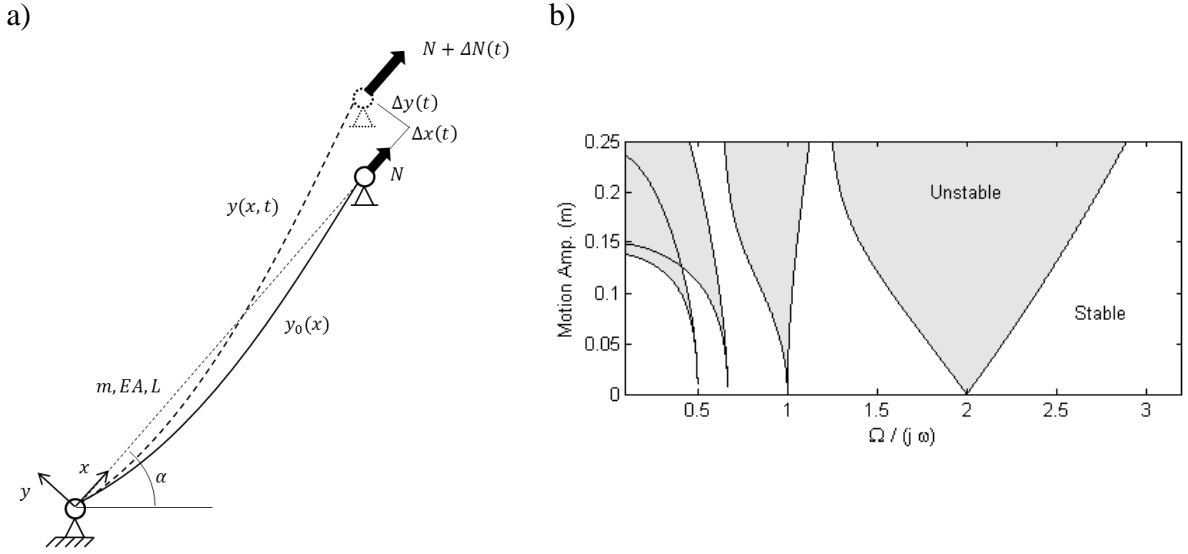 a)
N + ΔN(t)
Δy(t)
Δx(t)
N
y(x, t)
y₀(x)
m, EA, L
x
α
y
b)
0.25
0.2
0.15
0.1
0.05
0
Motion Amp. (m)
Unstable
Stable
0.5 1 1.5 2 2.5 3
Ω / (j ω)